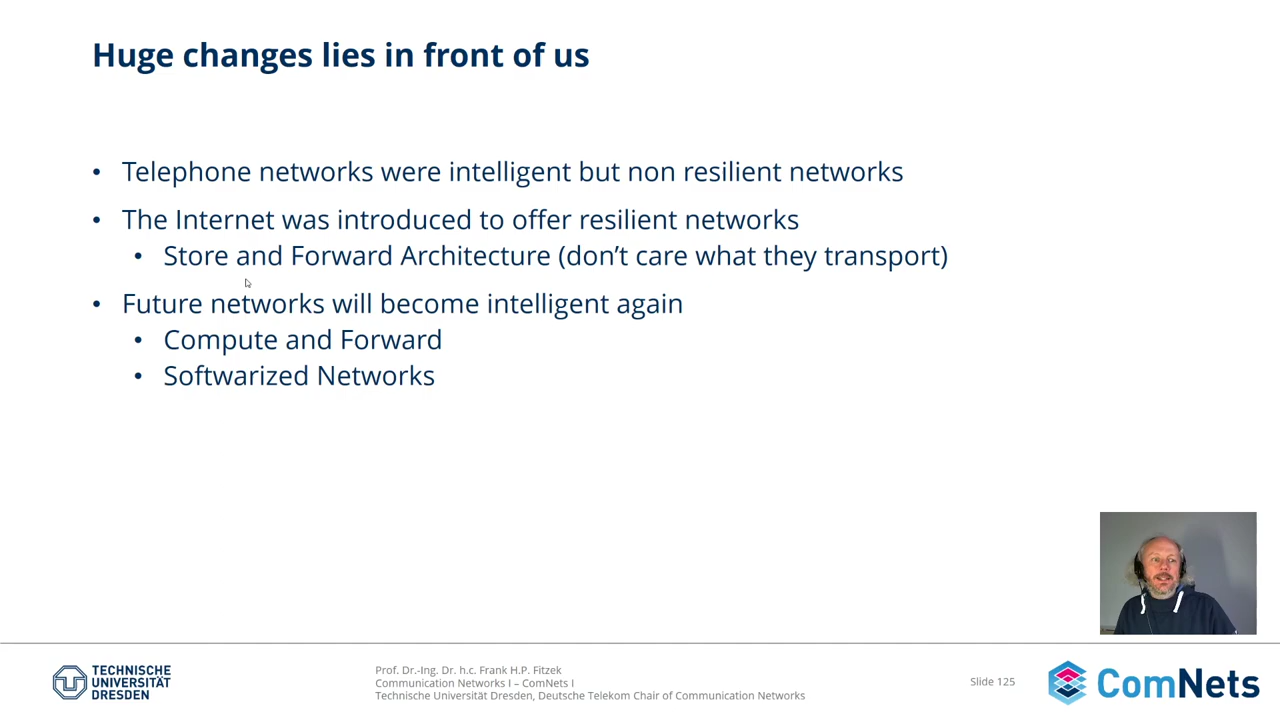 Huge changes lies in front of us
• Telephone networks were intelligent but non resilient networks
• The Internet was introduced to offer resilient networks
• Store and Forward Architecture (don’t care what they transport)
• Future networks will become intelligent again
• Compute and Forward
• Softwarized Networks
TECHNISCHE
UNIVERSITÄT
DRESDEN
Prof. Dr.-Ing. Dr. h.c. Frank H.P. Fitzek
Communication Networks I – ComNets I
Technische Universität Dresden, Deutsche Telekom Chair of Communication Networks
Slide 125
ComNets